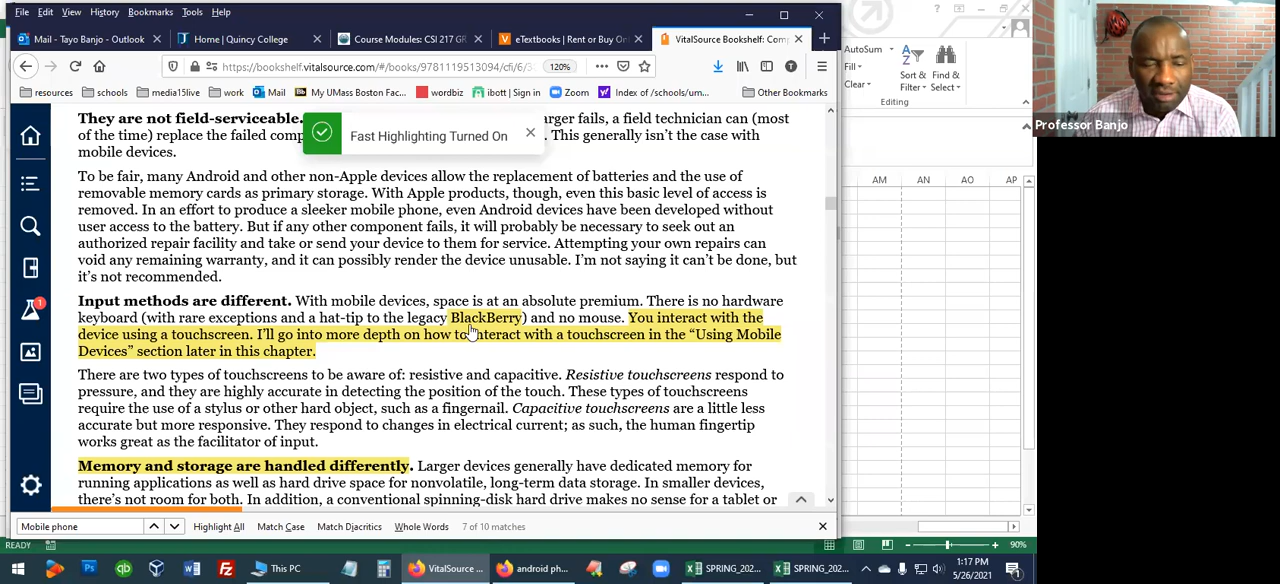 File Edit View History Bookmarks Tools Help
Mail - Tayo Banjo - Outlook
Home | Quincy College
Course Modules: CSI 217 GR
eTextbooks | Rent or Buy On
VitalSource Bookshelf: Com
https://bookshelf.vitalsource.com/#/books/9781119513094/cfi/6/3 120%
resources schools media15live work Mail My UMass Boston Fac... wordbiz ibott | Sign in Zoom Index of /schools/um... Other Bookmarks
They are not field-serviceable. arger fails, a field technician can (most
of the time) replace the failed comp . This generally isn't the case with
mobile devices.
Fast Highlighting Turned On
To be fair, many Android and other non-Apple devices allow the replacement of batteries and the use of
removable memory cards as primary storage. With Apple products, though, even this basic level of access is
removed. In an effort to produce a sleeker mobile phone, even Android devices have been developed without
user access to the battery. But if any other component fails, it will probably be necessary to seek out an
authorized repair facility and take or send your device to them for service. Attempting your own repairs can
void any remaining warranty, and it can possibly render the device unusable. I'm not saying it can't be done, but
it's not recommended.
Input methods are different. With mobile devices, space is at an absolute premium. There is no hardware
keyboard (with rare exceptions and a hat-tip to the legacy BlackBerry) and no mouse. You interact with the
device using a touchscreen. I'll go into more depth on how to interact with a touchscreen in the "Using Mobile
Devices" section later in this chapter.
There are two types of touchscreens to be aware of: resistive and capacitive. Resistive touchscreens respond to
pressure, and they are highly accurate in detecting the position of the touch. These types of touchscreens
require the use of a stylus or other hard object, such as a fingernail. Capacitive touchscreens are a little less
accurate but more responsive. They respond to changes in electrical current; as such, the human fingertip
works great as the facilitator of input.
Memory and storage are handled differently. Larger devices generally have dedicated memory for
running applications as well as hard drive space for nonvolatile, long-term data storage. In smaller devices,
there's not room for both. In addition, a conventional spinning-disk hard drive makes no sense for a tablet or
1
Mobile phone Highlight All Match Case Match Diacritics Whole Words 7 of 10 matches
AutoSum
Fill
Clear
Sort & Filter
Find & Select
Editing
AM AN AO AP
Professor Banjo
READY 90%
This PC VitalSource ... android ph... SPRING_202... SPRING_202...
1:17 PM
5/26/2021